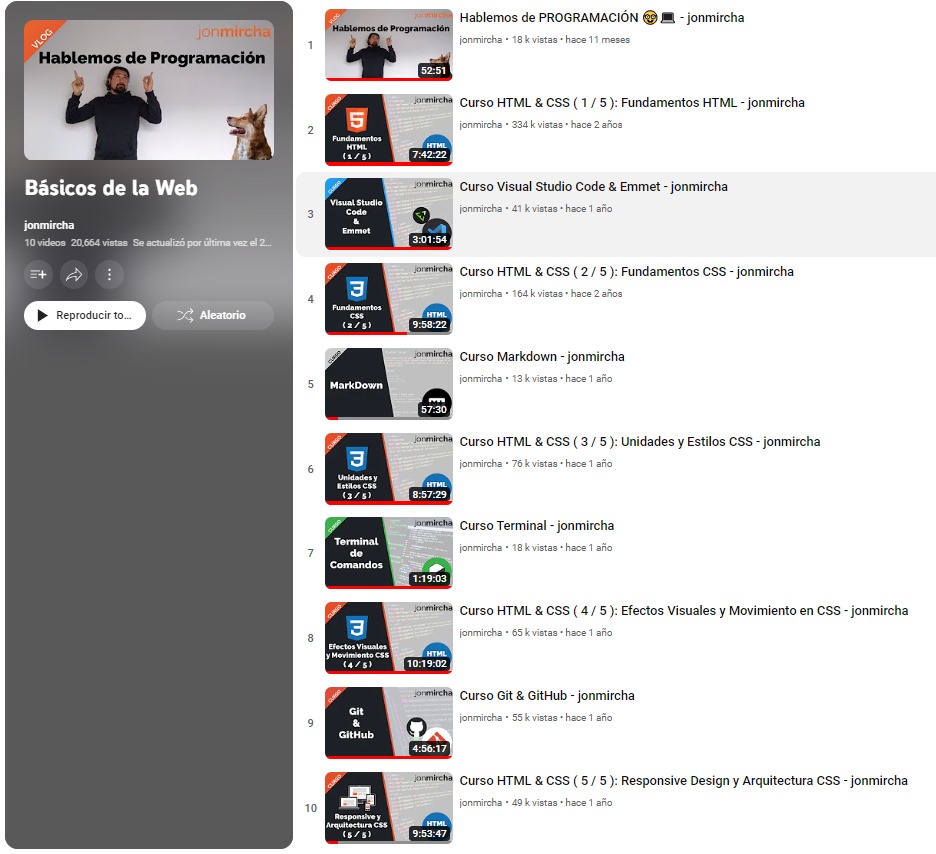 VLOG
jonmircha
Hablemos de Programación
Básicos de la Web
jonmircha
10 videos 20,664 vistas Se actualizó por última vez el 2...
Reproducir to...
Aleatorio
1
VLOG
jonmircha
Hablemos de Programación
52:51
Hablemos de PROGRAMACIÓN 🤓💻 - jonmircha
jonmircha • 18 k vistas • hace 11 meses
2
CURSO
jonmircha
5
Fundamentos
HTML
( 1 / 5 )
HTML
7:42:22
Curso HTML & CSS ( 1 / 5 ): Fundamentos HTML - jonmircha
jonmircha • 334 k vistas • hace 2 años
3
CURSO
jonmircha
Visual Studio
Code
&
Emmet
3:01:54
Curso Visual Studio Code & Emmet - jonmircha
jonmircha • 41 k vistas • hace 1 año
4
CURSO
jonmircha
3
Fundamentos
CSS
( 2 / 5 )
HTML
9:58:22
Curso HTML & CSS ( 2 / 5 ): Fundamentos CSS - jonmircha
jonmircha • 164 k vistas • hace 2 años
5
CURSO
jonmircha
MarkDown
57:30
Curso Markdown - jonmircha
jonmircha • 13 k vistas • hace 1 año
6
CURSO
jonmircha
3
Unidades y
Estilos CSS
( 3 / 5 )
HTML
8:57:29
Curso HTML & CSS ( 3 / 5 ): Unidades y Estilos CSS - jonmircha
jonmircha • 76 k vistas • hace 1 año
7
CURSO
jonmircha
Terminal
de
Comandos
1:19:03
Curso Terminal - jonmircha
jonmircha • 18 k vistas • hace 1 año
8
CURSO
jonmircha
3
Efectos Visuales
y Movimiento CSS
( 4 / 5 )
HTML
10:19:02
Curso HTML & CSS ( 4 / 5 ): Efectos Visuales y Movimiento en CSS - jonmircha
jonmircha • 65 k vistas • hace 1 año
9
CURSO
jonmircha
Git
&
GitHub
4:56:17
Curso Git & GitHub - jonmircha
jonmircha • 55 k vistas • hace 1 año
10
CURSO
jonmircha
Responsive y
Arquitectura CSS
( 5 / 5 )
HTML
9:53:47
Curso HTML & CSS ( 5 / 5 ): Responsive Design y Arquitectura CSS - jonmircha
jonmircha • 49 k vistas • hace 1 año